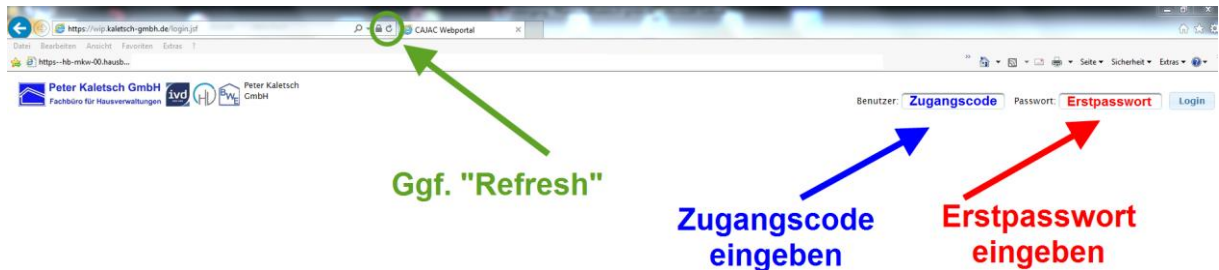 https://wip.kaletsch-gmbh.de/login.jsf
CAJAC Webportal
Datei Bearbeiten Ansicht Favoriten Extras ?
https--hb-mkw-00.hausb...
Seite Sicherheit Extras
Peter Kaletsch GmbH
Fachbüro für Hausverwaltungen
ivd
BWE
Peter Kaletsch
GmbH
Benutzer: Zugangscode Passwort: Erstpasswort Login
Ggf. "Refresh"
Zugangscode
eingeben
Erstpasswort
eingeben